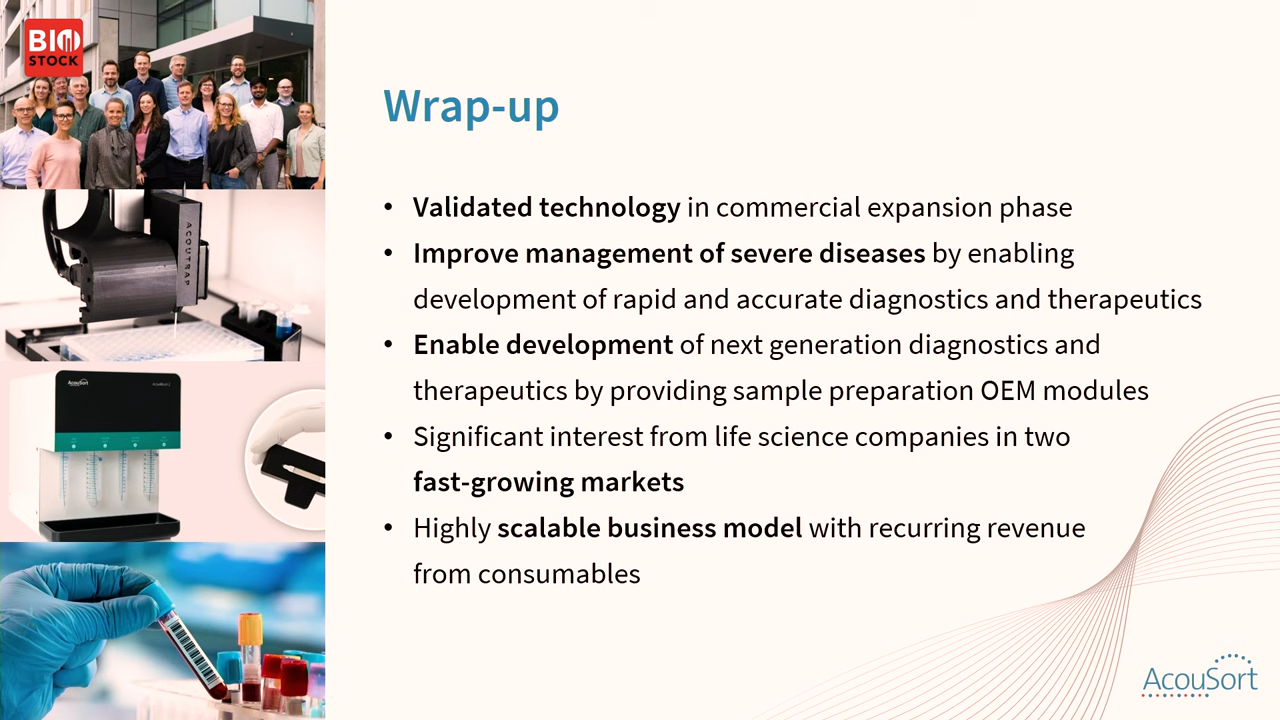 BIO
STOCK
Wrap-up
• Validated technology in commercial expansion phase
• Improve management of severe diseases by enabling
development of rapid and accurate diagnostics and therapeutics
• Enable development of next generation diagnostics and
therapeutics by providing sample preparation OEM modules
• Significant interest from life science companies in two
fast-growing markets
• Highly scalable business model with recurring revenue
from consumables
ACOUTRAP
AcouSort
AcouSort